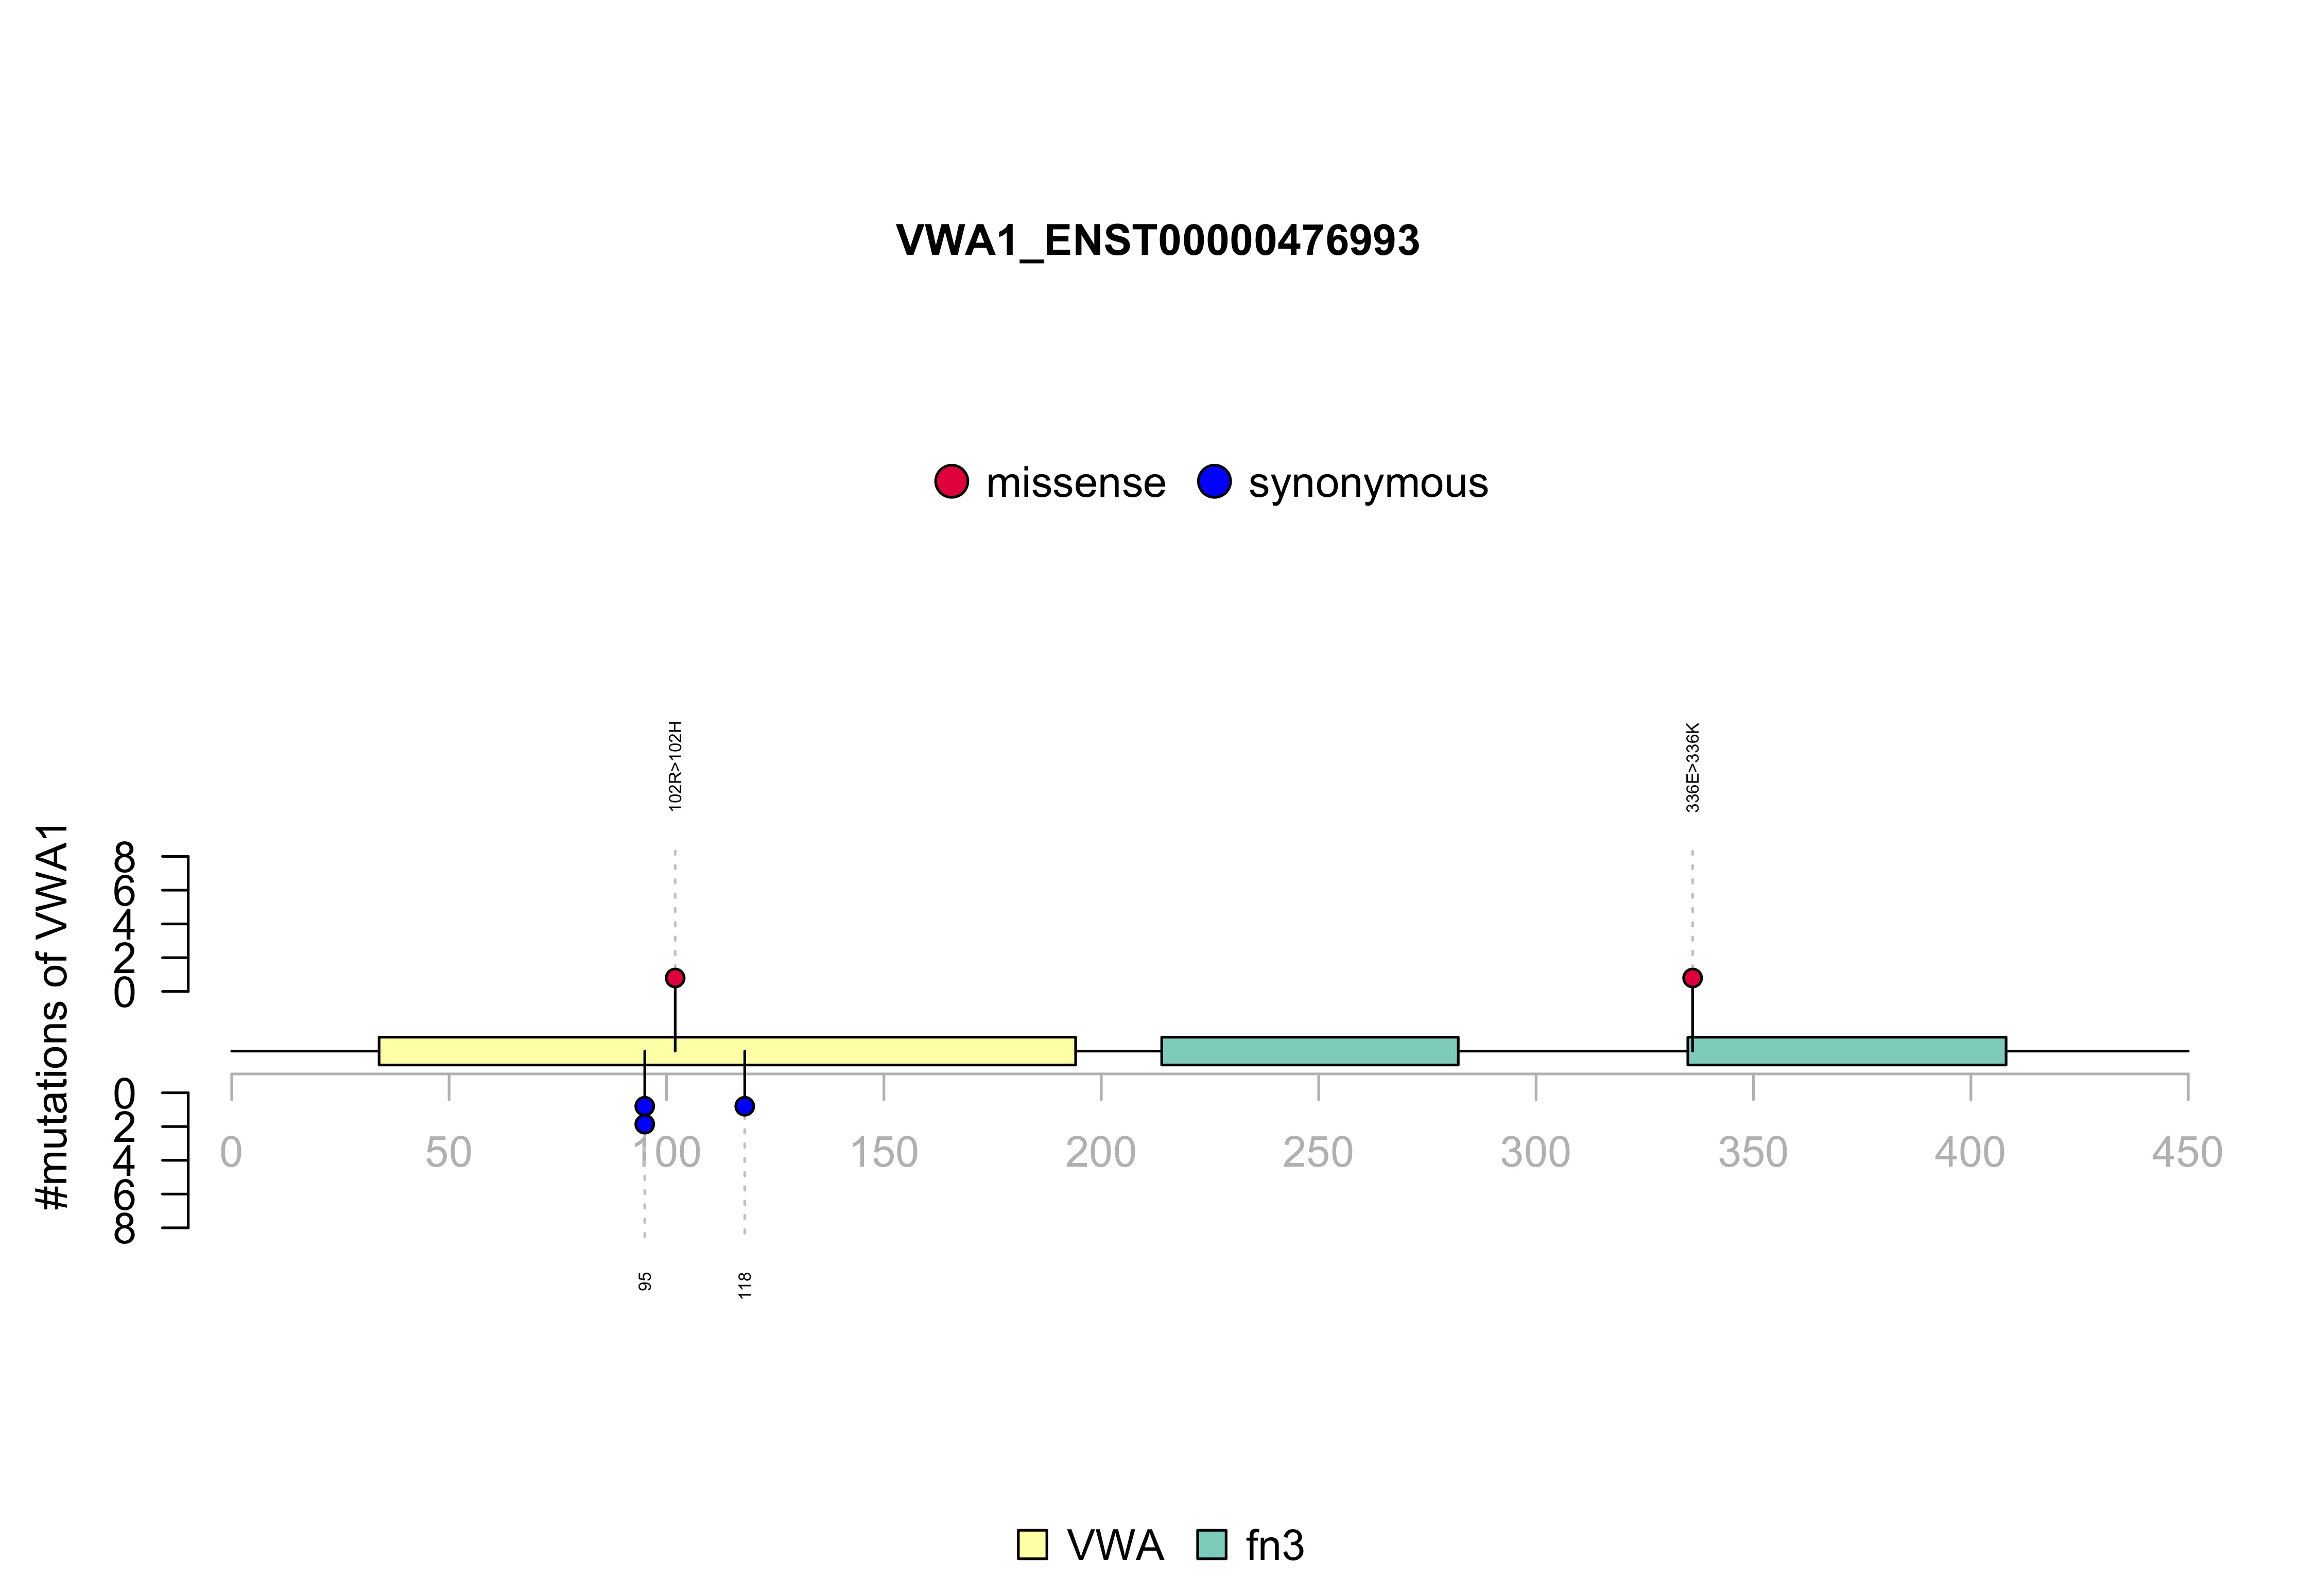 VWA1_ENST00000476993
missense synonymous
102R>102H
336E>336K
#mutations of VWA1
8
6
4
2
0
0
2
4
6
8
0 50 100 150 200 250 300 350 400 450
95
118
VWA fn3